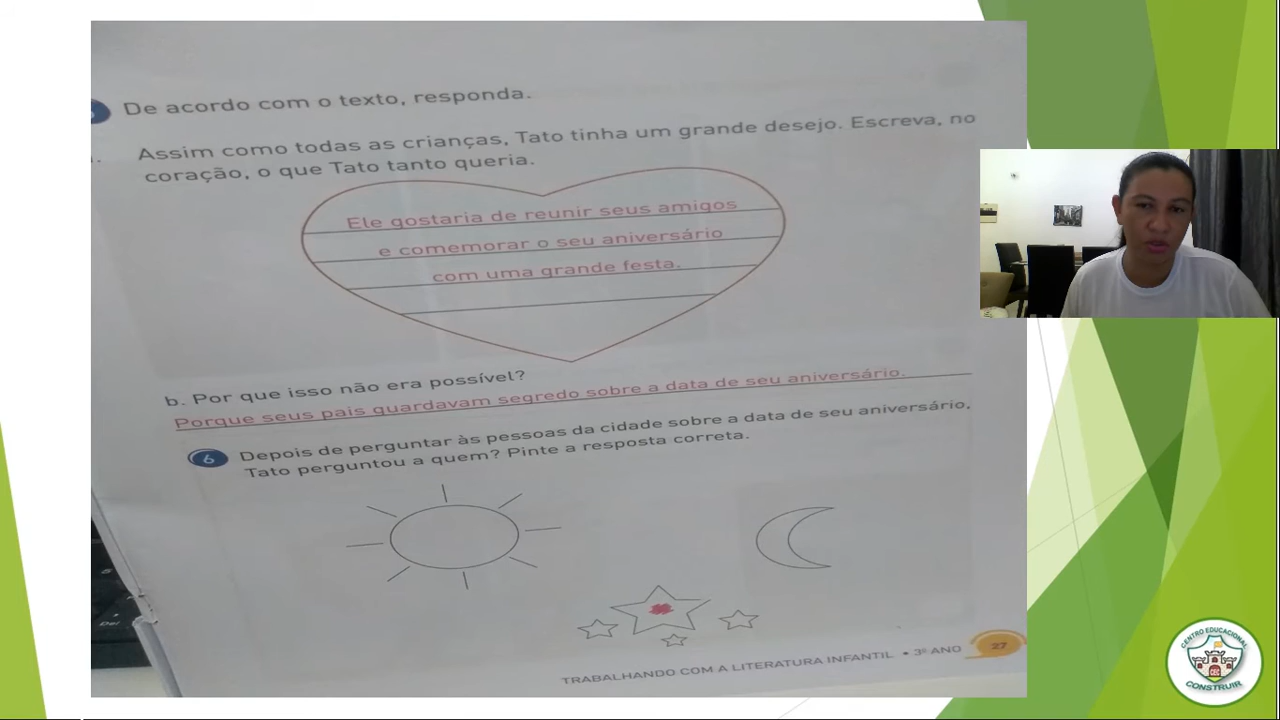 De acordo com o texto, responda.
Assim como todas as crianças, Tato tinha um grande desejo. Escreva, no
coração, o que Tato tanto queria.
Ele gostaria de reunir seus amigos
e comemorar o seu aniversário
com uma grande festa.
b. Por que isso não era possível?
Porque seus pais guardavam segredo sobre a data de seu aniversário.
6 Depois de perguntar às pessoas da cidade sobre a data de seu aniversário,
Tato perguntou a quem? Pinte a resposta correta.
TRABALHANDO COM A LITERATURA INFANTIL • 3º ANO 27
CENTRO EDUCACIONAL
CEC
CONSTRUIR